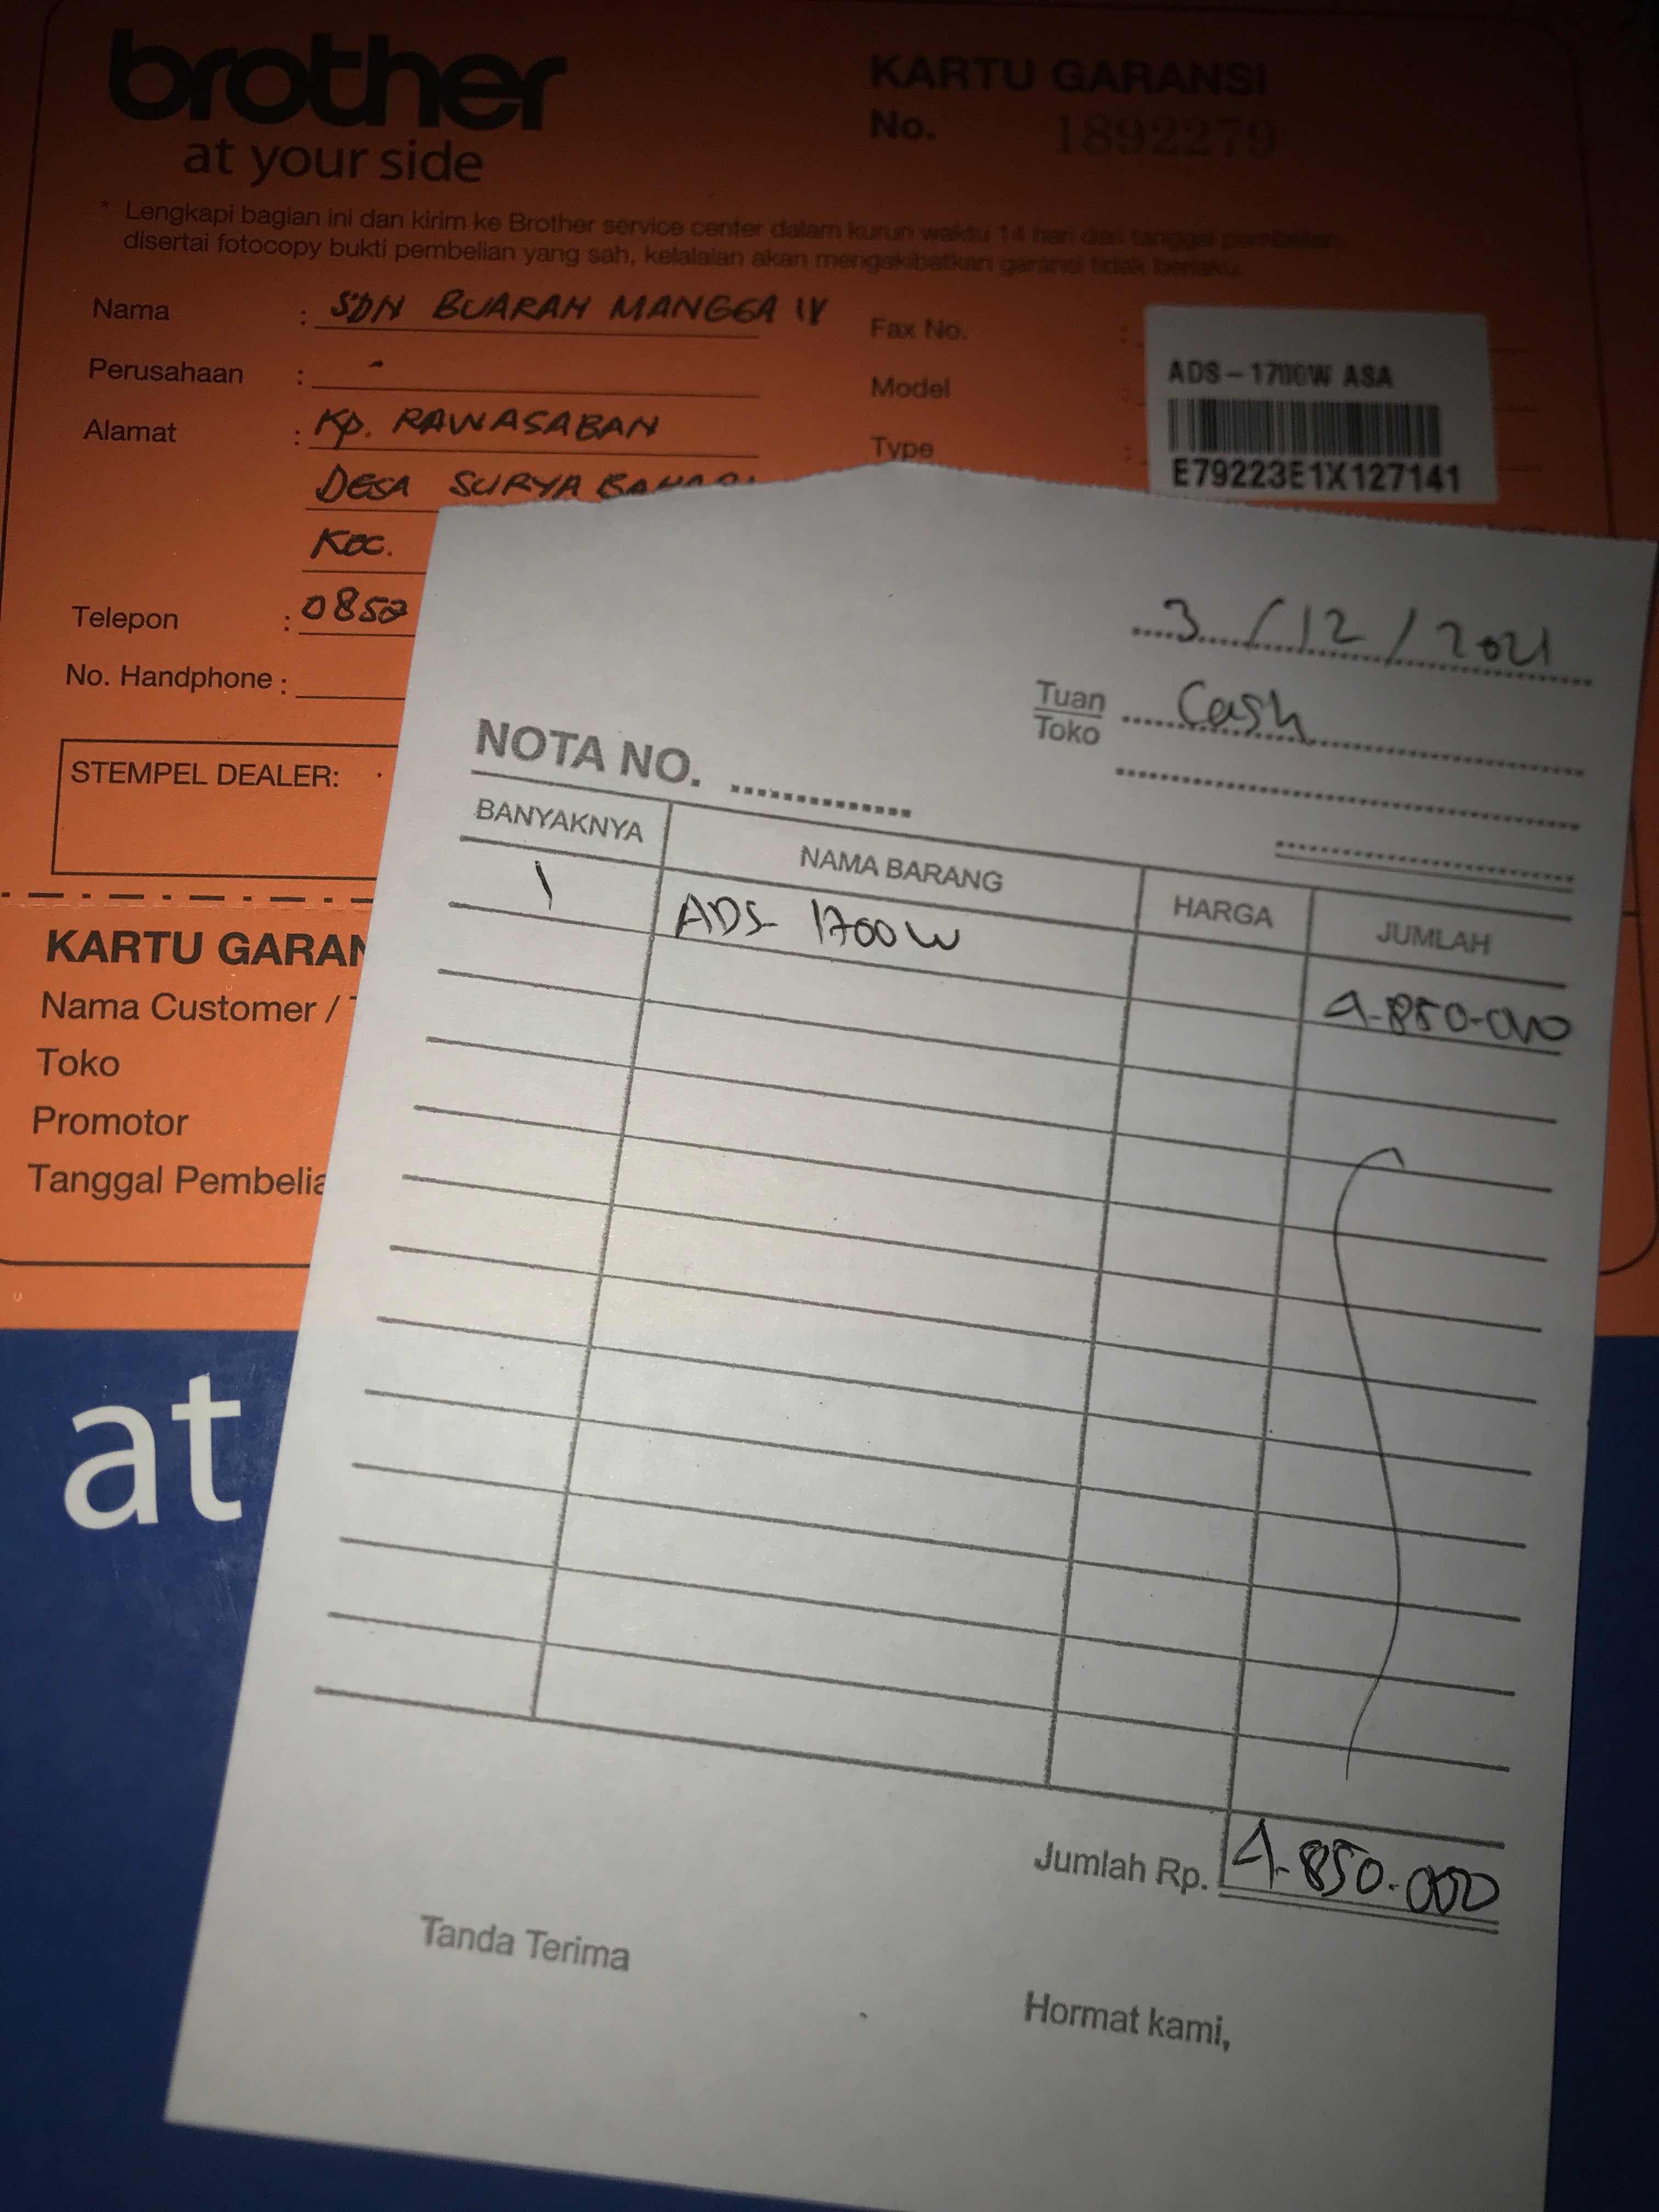 brother
at your side
KARTU GARANSI
No. 1892279
* Lengkapi bagian ini dan kirim ke Brother service center dalam kurun waktu 14 hari dari tanggal pembelian,
disertai fotocopy bukti pembelian yang sah, kelalaian akan mengakibatkan garansi tidak berlaku.
Nama : SDN BUARAN MANGGA IV
Perusahaan : -
Alamat : Kp. RAWASABAN
DESA SURYA BAHARI
Kec.
Telepon : 0852
No. Handphone :
Fax No. :
Model :
Type :
ADS-1700W ASA
E79223E1X127141
STEMPEL DEALER:
KARTU GARAN
Nama Customer / T
Toko
Promotor
Tanggal Pembelia
at
3/12/2021
Tuan
Toko Cash
NOTA NO.
BANYAKNYA NAMA BARANG HARGA JUMLAH
1 ADS-1700W 4.850.000
Jumlah Rp. 4.850.000
Tanda Terima
Hormat kami,